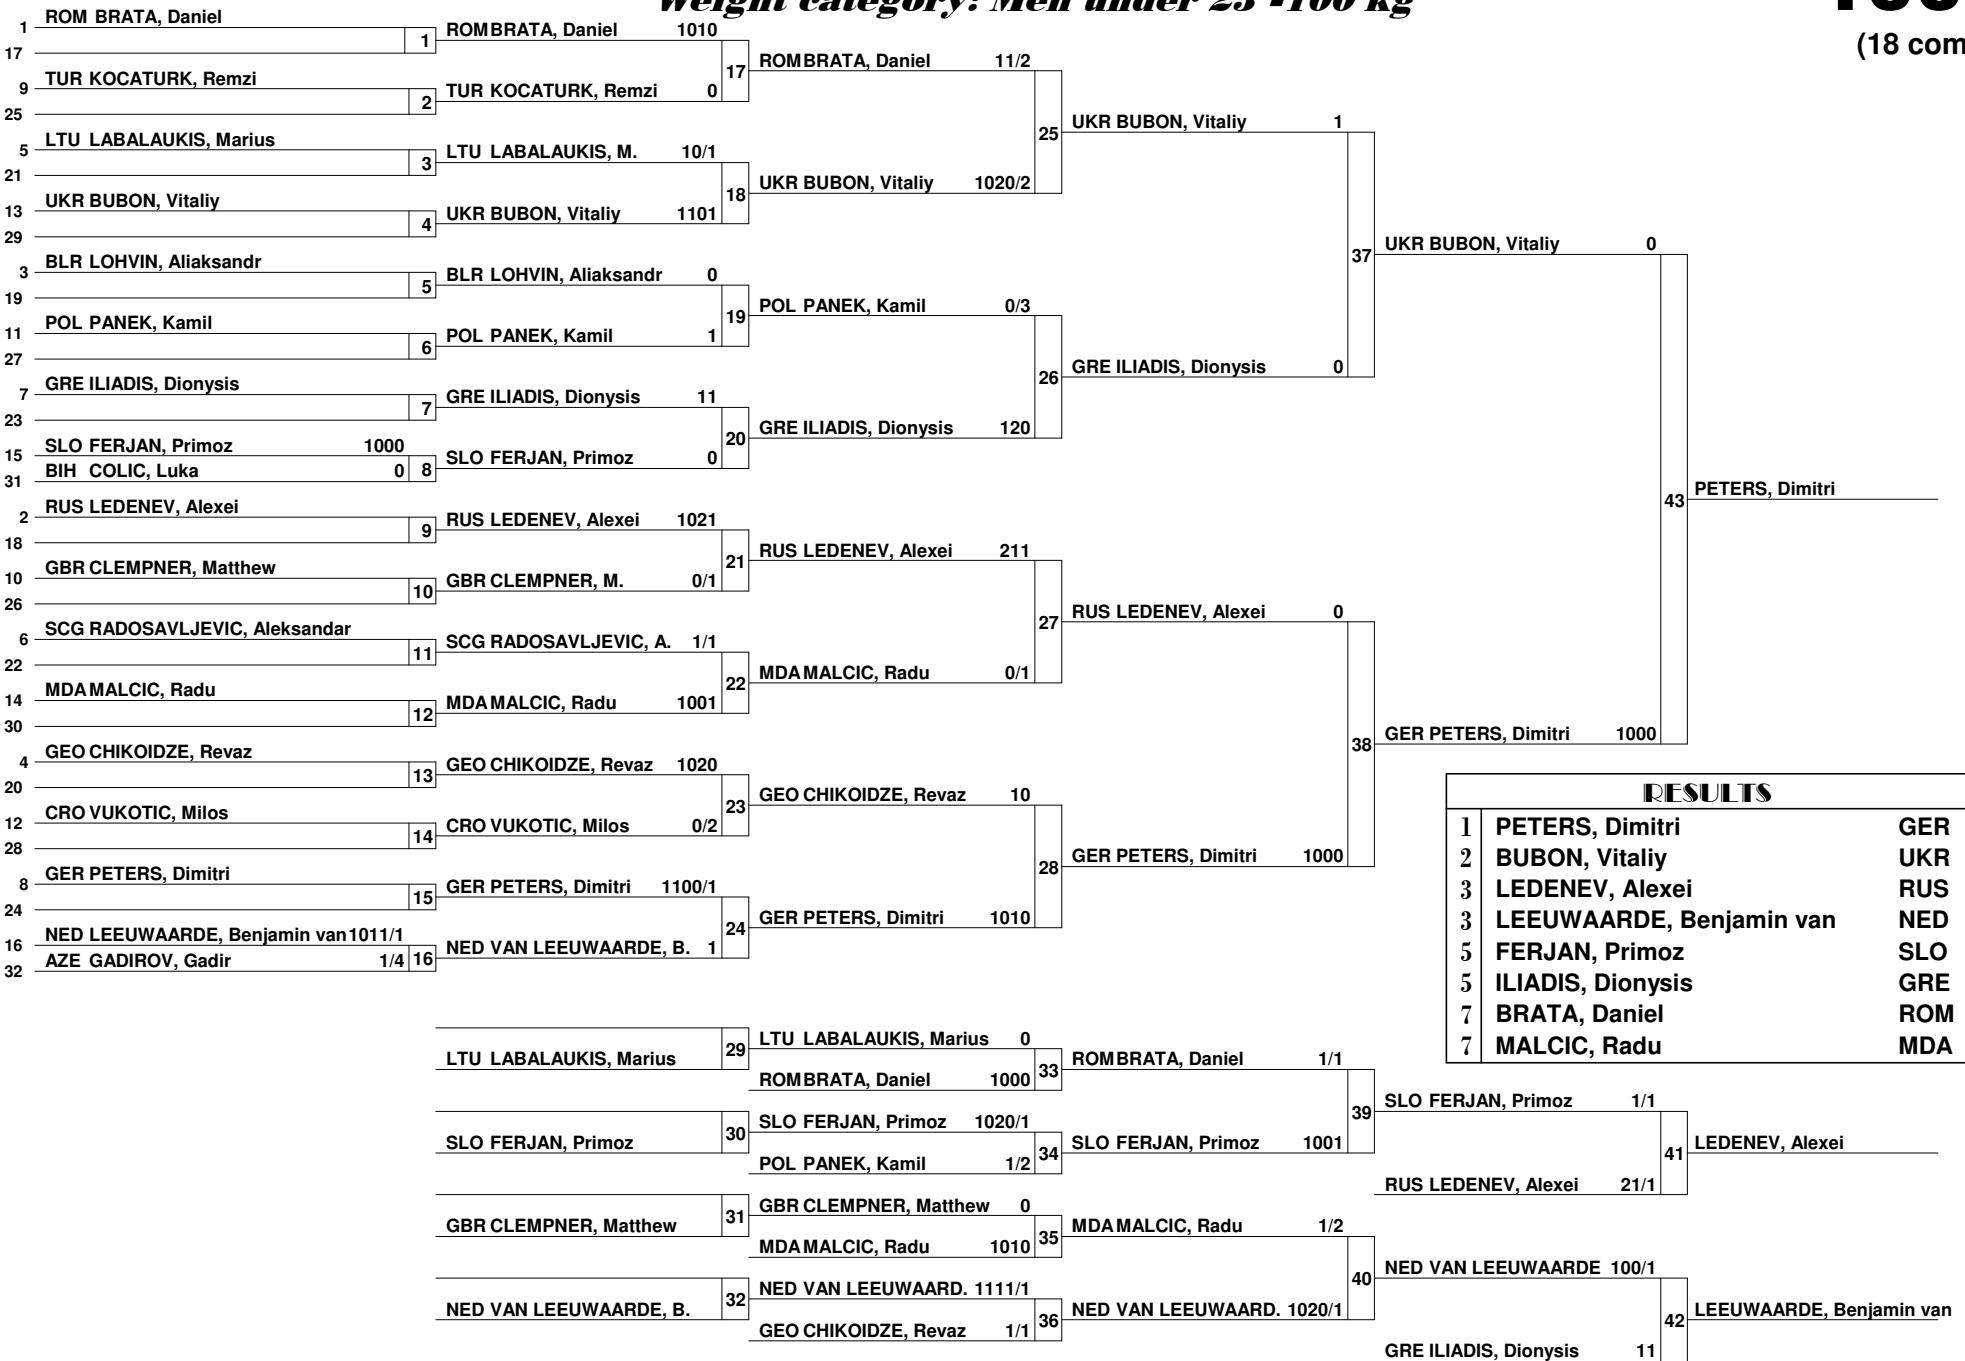 Weight category: Men under 23 -100 kg
(18 com
1 ROM BRATA, Daniel
17
1
9 TUR KOCATURK, Remzi
25
2
5 LTU LABALAUKIS, Marius
21
3
13 UKR BUBON, Vitaliy
29
4
3 BLR LOHVIN, Aliaksandr
19
5
11 POL PANEK, Kamil
27
6
7 GRE ILIADIS, Dionysis
23
7
15 SLO FERJAN, Primoz 1000
31 BIH COLIC, Luka 0
8
2 RUS LEDENEV, Alexei
18
9
10 GBR CLEMPNER, Matthew
26
10
6 SCG RADOSAVLJEVIC, Aleksandar
22
11
14 MDA MALCIC, Radu
30
12
4 GEO CHIKOIDZE, Revaz
20
13
12 CRO VUKOTIC, Milos
28
14
8 GER PETERS, Dimitri
24
15
16 NED LEEUWAARDE, Benjamin van 1011/1
32 AZE GADIROV, Gadir 1/4
16
ROM BRATA, Daniel 1010
17
TUR KOCATURK, Remzi 0
LTU LABALAUKIS, M. 10/1
18
UKR BUBON, Vitaliy 1101
BLR LOHVIN, Aliaksandr 0
19
POL PANEK, Kamil 1
GRE ILIADIS, Dionysis 11
20
SLO FERJAN, Primoz 0
RUS LEDENEV, Alexei 1021
21
GBR CLEMPNER, M. 0/1
SCG RADOSAVLJEVIC, A. 1/1
22
MDA MALCIC, Radu 1001
GEO CHIKOIDZE, Revaz 1020
23
CRO VUKOTIC, Milos 0/2
GER PETERS, Dimitri 1100/1
24
NED VAN LEEUWAARDE, B. 1
ROM BRATA, Daniel 11/2
25
UKR BUBON, Vitaliy 1020/2
POL PANEK, Kamil 0/3
26
GRE ILIADIS, Dionysis 120
RUS LEDENEV, Alexei 211
27
MDA MALCIC, Radu 0/1
GEO CHIKOIDZE, Revaz 10
28
GER PETERS, Dimitri 1010
UKR BUBON, Vitaliy 1
37
GRE ILIADIS, Dionysis 0
RUS LEDENEV, Alexei 0
38
GER PETERS, Dimitri 1000
UKR BUBON, Vitaliy 0
43
GER PETERS, Dimitri 1000
PETERS, Dimitri
RESULTS
1 PETERS, Dimitri GER
2 BUBON, Vitaliy UKR
3 LEDENEV, Alexei RUS
3 LEEUWAARDE, Benjamin van NED
5 FERJAN, Primoz SLO
5 ILIADIS, Dionysis GRE
7 BRATA, Daniel ROM
7 MALCIC, Radu MDA
LTU LABALAUKIS, Marius
29
SLO FERJAN, Primoz
30
GBR CLEMPNER, Matthew
31
NED VAN LEEUWAARDE, B.
32
LTU LABALAUKIS, Marius 0
33
ROM BRATA, Daniel 1000
SLO FERJAN, Primoz 1020/1
34
POL PANEK, Kamil 1/2
GBR CLEMPNER, Matthew 0
35
MDA MALCIC, Radu 1010
NED VAN LEEUWAARD. 1111/1
36
GEO CHIKOIDZE, Revaz 1/1
ROM BRATA, Daniel 1/1
39
SLO FERJAN, Primoz 1001
MDA MALCIC, Radu 1/2
40
NED VAN LEEUWAARD. 1020/1
SLO FERJAN, Primoz 1/1
41
RUS LEDENEV, Alexei 21/1
LEDENEV, Alexei
NED VAN LEEUWAARDE 100/1
42
GRE ILIADIS, Dionysis 11
LEEUWAARDE, Benjamin van